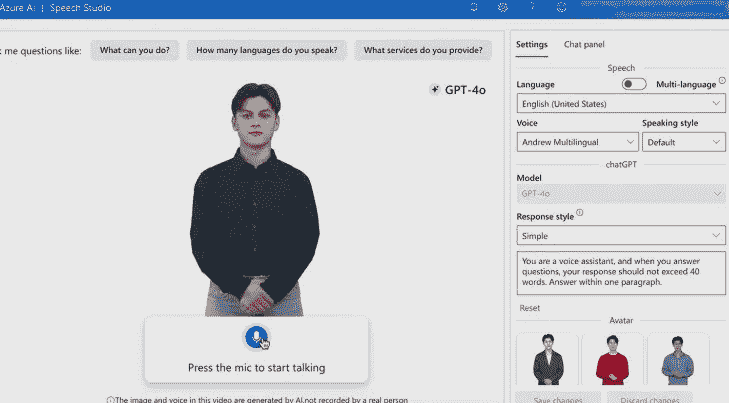 Azure AI | Speech Studio
k me questions like:
What can you do?
How many languages do you speak?
What services do you provide?
GPT-4o
Press the mic to start talking
The image and voice in this video are generated by AI,not recorded by a real person
Settings
Chat panel
Speech
Language
Multi-language
English (United States)
Voice
Speaking style
Andrew Multilingual
Default
chatGPT
Model
GPT-4o
Response style
Simple
You are a voice assistant, and when you answer
questions, your response should not exceed 40
words. Answer within one paragraph.
Reset
Avatar
Save changes
Discard changes